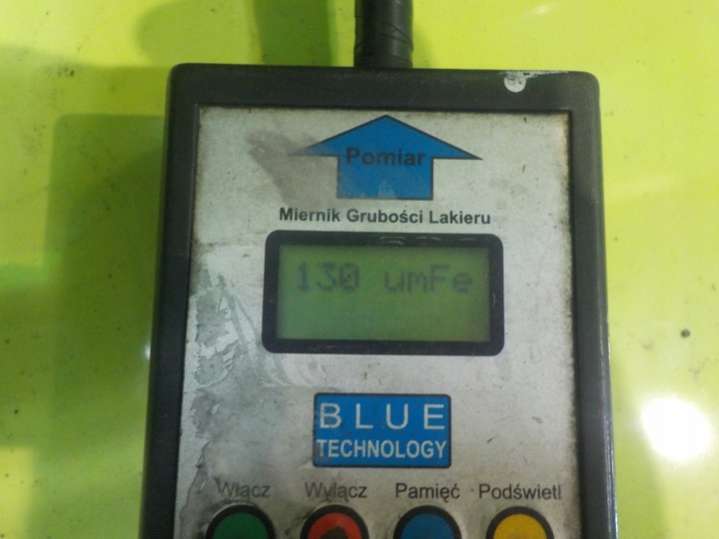 Pomiar
Miernik Grubości Lakieru
130 umFe
BLUE
TECHNOLOGY
Włącz Wyłącz Pamięć Podświetl